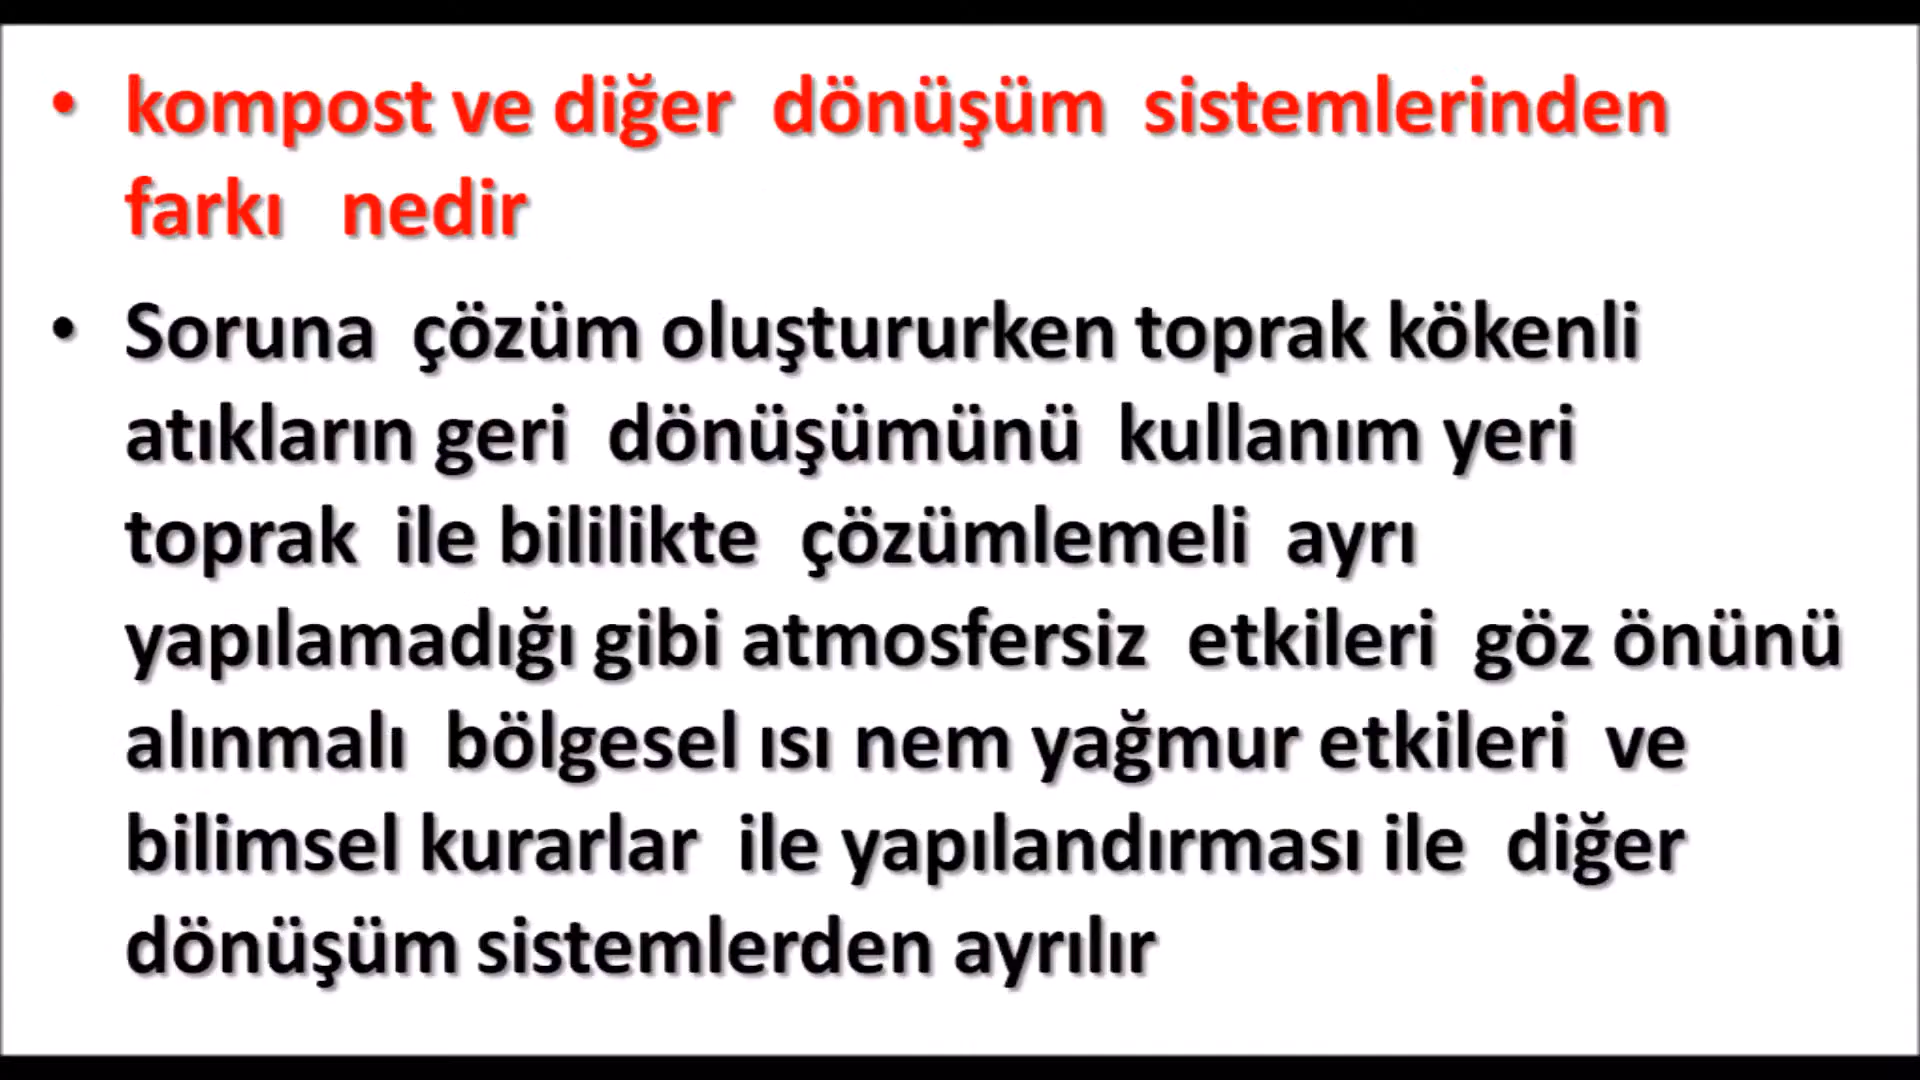 • kompost ve diğer dönüşüm sistemlerinden
farkı nedir
• Soruna çözüm oluştururken toprak kökenli
atıkların geri dönüşümünü kullanım yeri
toprak ile bililikte çözümlemeli ayrı
yapılamadığı gibi atmosfersiz etkileri göz önünü
alınmalı bölgesel ısı nem yağmur etkileri ve
bilimsel kurarlar ile yapılandırması ile diğer
dönüşüm sistemlerden ayrılır